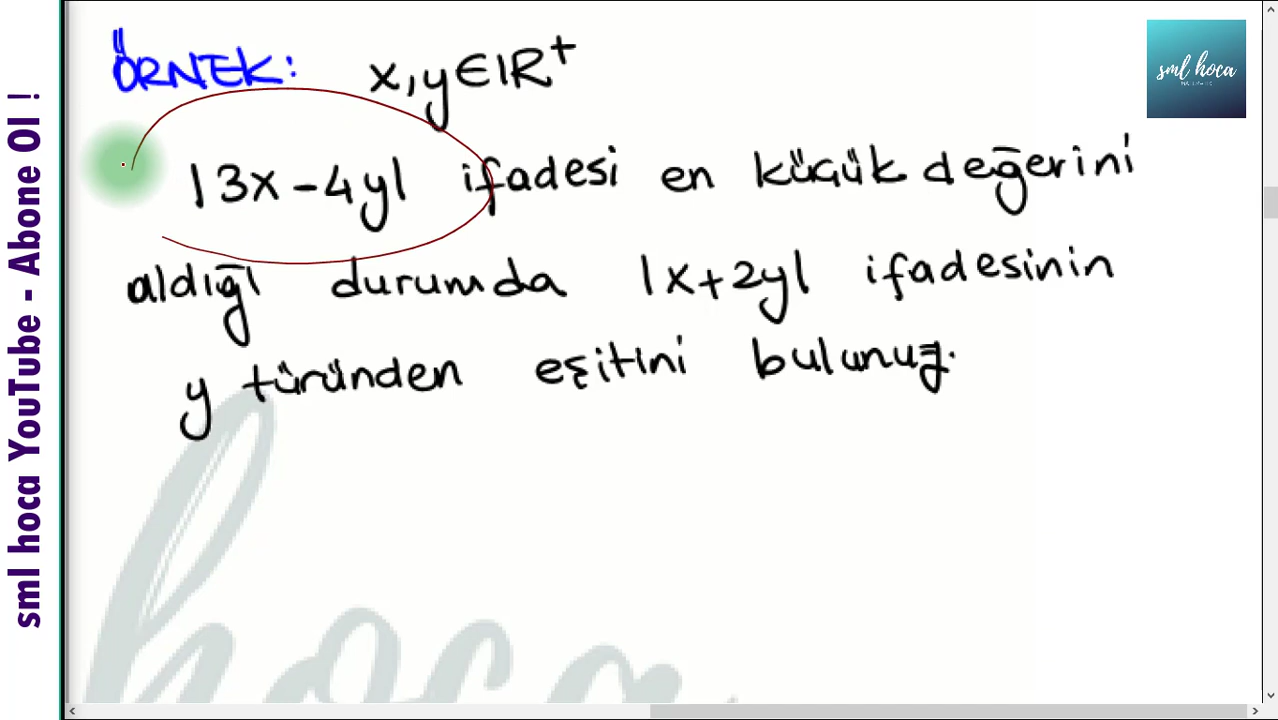 ÖRNEK: x,y∈IR⁺
|3x-4y| ifadesi en küçük değerini
aldığı durumda |x+2y| ifadesinin
y türünden eşitini bulunuz.
sml hoca YouTube - Abone Ol !
sml hoca
hoca